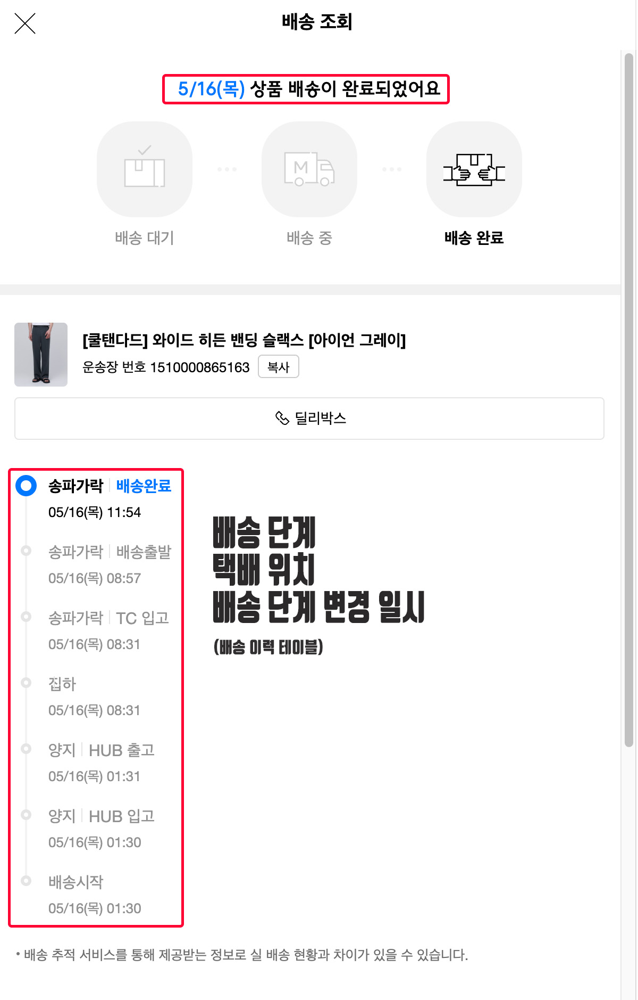 배송 조회
5/16(목) 상품 배송이 완료되었어요
M
배송 대기
배송 중
배송 완료
[쿨탠다드] 와이드 히든 밴딩 슬랙스 [아이언 그레이]
운송장 번호 1510000865163 복사
딜리박스
송파가락 배송완료
05/16(목) 11:54
송파가락 배송출발
05/16(목) 08:57
송파가락 TC 입고
05/16(목) 08:31
집하
05/16(목) 08:31
양지 HUB 출고
05/16(목) 01:31
양지 HUB 입고
05/16(목) 01:30
배송시작
05/16(목) 01:30
배송 단계
택배 위치
배송 단계 변경 일시
(배송 이력 테이블)
• 배송 추적 서비스를 통해 제공받는 정보로 실 배송 현황과 차이가 있을 수 있습니다.